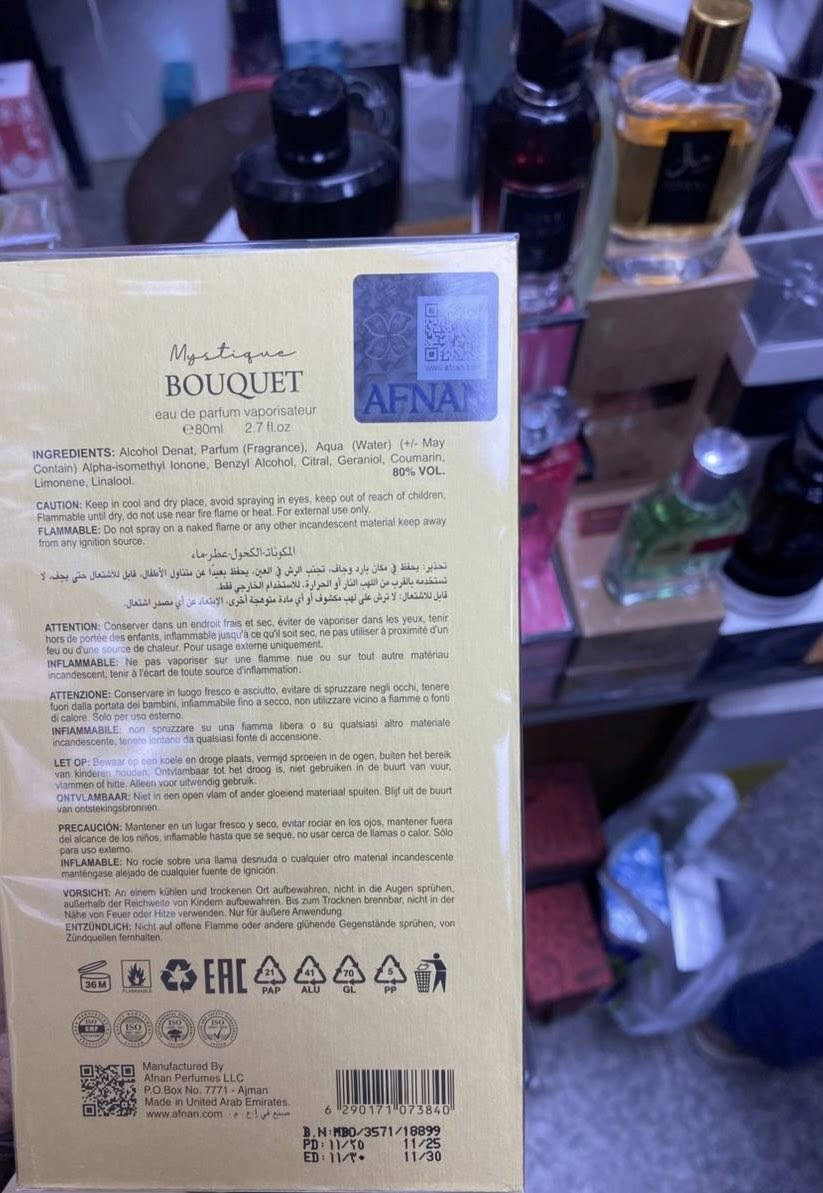 AFNAN
Mystique
BOUQUET
eau de parfum vaporisateur
℮80ml 2.7 fl.oz
INGREDIENTS: Alcohol Denat, Parfum (Fragrance), Aqua (Water) (+/- May
Contain) Alpha-isomethyl Ionone, Benzyl Alcohol, Citral, Geraniol, Coumarin,
Limonene, Linalool.
80% VOL.
CAUTION: Keep in cool and dry place, avoid spraying in eyes, keep out of reach of children,
Flammable until dry, do not use near fire flame or heat. For external use only.
FLAMMABLE: Do not spray on a naked flame or any other incandescent material keep away
from any ignition source.
المكونات:الكحول-عطر-ماء
تحذير: يحفظ في مكان بارد وجاف، تجنب الرش في العين، يحفظ بعيدًا عن متناول الأطفال. قابل للاشتعال حتى يجف، لا
تستخدمه بالقرب من اللهب النار أو الحرارة. للاستخدام الخارجي فقط.
قابل للاشتعال: لا ترش على لهب مكشوف أو أي مادة متوهجة أخرى. الإبتعاد عن أي مصدر اشتعال.
ATTENTION: Conserver dans un endroit frais et sec, éviter de vaporiser dans les yeux, tenir
hors de portée des enfants, inflammable jusqu'à ce qu'il soit sec, ne pas utiliser à proximité d'un
feu ou d'une source de chaleur. Pour usage externe uniquement.
INFLAMMABLE: Ne pas vaporiser sur une flamme nue ou sur tout autre matériau
incandescent, tenir à l'écart de toute source d'inflammation.
ATTENZIONE: Conservare in luogo fresco e asciutto, evitare di spruzzare negli occhi, tenere
fuori dalla portata dei bambini, infiammabile fino a secco, non utilizzare vicino a fiamme o fonti
di calore. Solo per uso esterno.
INFIAMMABILE: non spruzzare su una fiamma libera o su qualsiasi altro materiale
incandescente, tenere lontano da qualsiasi fonte di accensione.
LET OP: Bewaar op een koele en droge plaats, vermijd sproeien in de ogen, buiten het bereik
van kinderen houden, Ontvlambaar tot het droog is, niet gebruiken in de buurt van vuur,
vlammen of hitte. Alleen voor uitwendig gebruik.
ONTVLAMBAAR: Niet in een open vlam of ander gloeiend materiaal spuiten. Blijf uit de buurt
van ontstekingsbronnen.
PRECAUCIÓN: Mantener en un lugar fresco y seco, evitar rociar en los ojos, mantener fuera
del alcance de los niños, inflamable hasta que se seque, no usar cerca de llamas o calor. Sólo
para uso externo.
INFLAMABLE: No rocíe sobre una llama desnuda o cualquier otro material incandescente
manténgase alejado de cualquier fuente de ignición.
VORSICHT: An einem kühlen und trockenen Ort aufbewahren, nicht in die Augen sprühen,
außerhalb der Reichweite von Kindern aufbewahren. Bis zum Trocknen brennbar, nicht in der
Nähe von Feuer oder Hitze verwenden. Nur für äußere Anwendung.
ENTZÜNDLICH: Nicht auf offene Flamme oder andere glühende Gegenstände sprühen, von
Zündquellen fernhalten.
36 M FLAMMABLE EAC 21 PAP 41 ALU 70 GL 5 PP
ISO GMP ISO ISO ISO
Manufactured By
Afnan Perfumes LLC
P.O.Box No. 7771 - Ajman
Made in United Arab Emirates.
www.afnan.com صنع في إ.ع.م
6 290171 073840
B.N:MBO/3571/18899
PD: ١١/٢٥ 11/25
ED: ١١/٣٠ 11/30